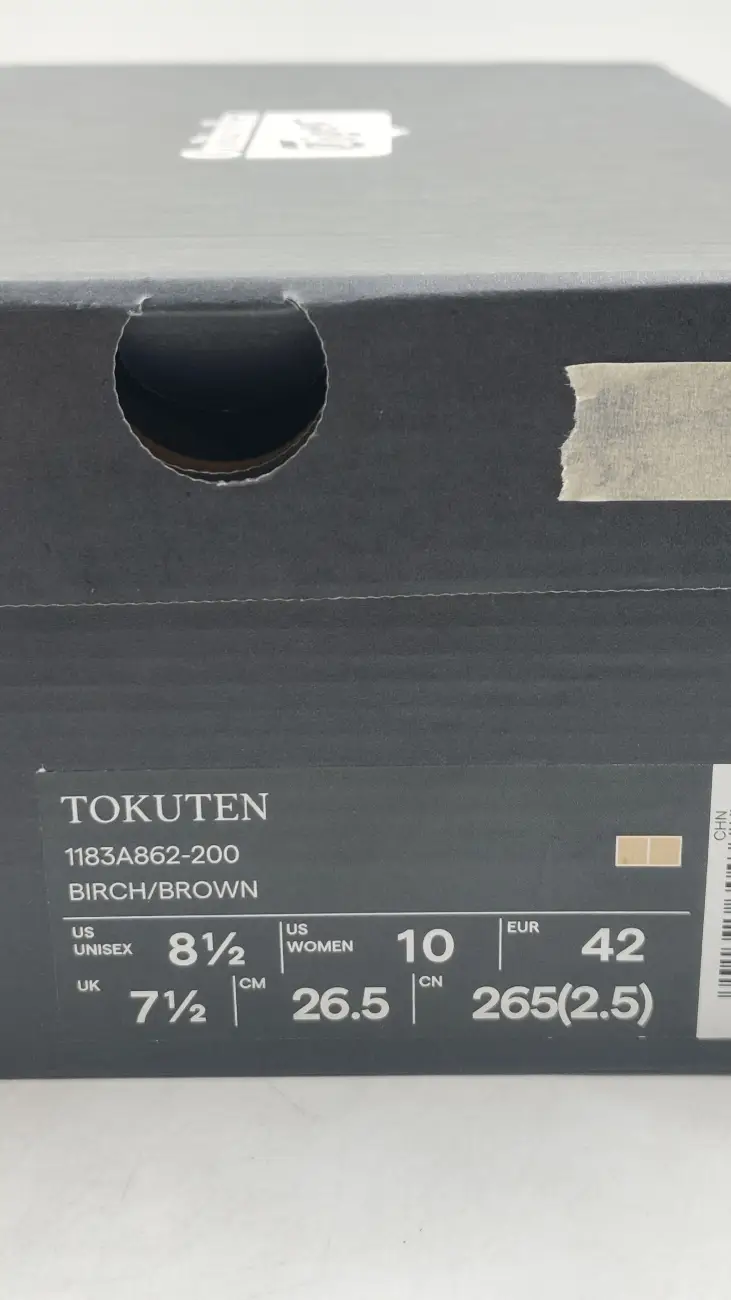 TOKUTEN
1183A862-200
BIRCH/BROWN
US UNISEX 8½ US WOMEN 10 EUR 42
UK 7½ CM 26.5 CN 265(2.5)
CHN